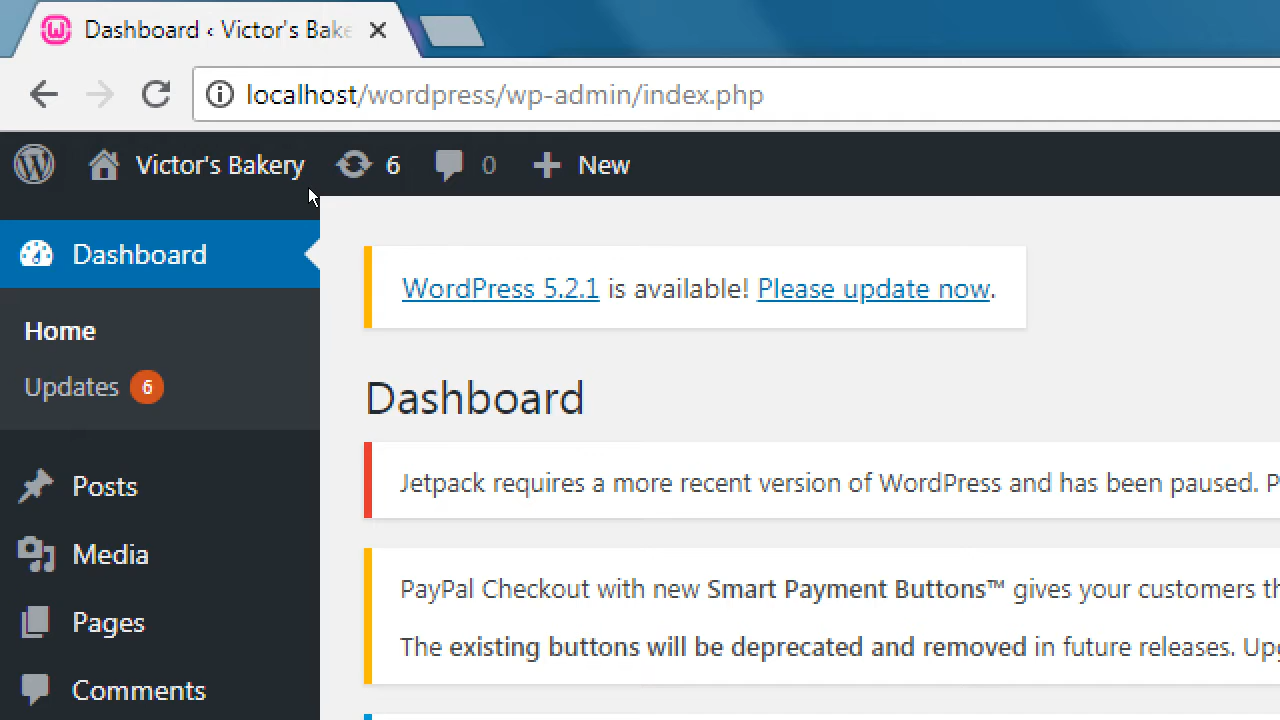 Dashboard ‹ Victor's Bake
localhost/wordpress/wp-admin/index.php
Victor's Bakery 6 0 New
Dashboard
WordPress 5.2.1 is available! Please update now.
Home
Updates 6
Dashboard
Jetpack requires a more recent version of WordPress and has been paused. P
Posts
Media
PayPal Checkout with new Smart Payment Buttons™ gives your customers th
Pages
The existing buttons will be deprecated and removed in future releases. Upg
Comments